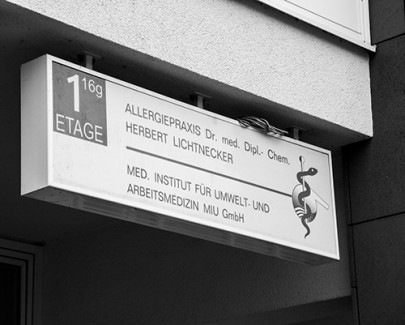 1 16g
ETAGE
ALLERGIEPRAXIS Dr. med. Dipl.- Chem.
HERBERT LICHTNECKER
MED. INSTITUT FÜR UMWELT- UND
ARBEITSMEDIZIN MIU GmbH